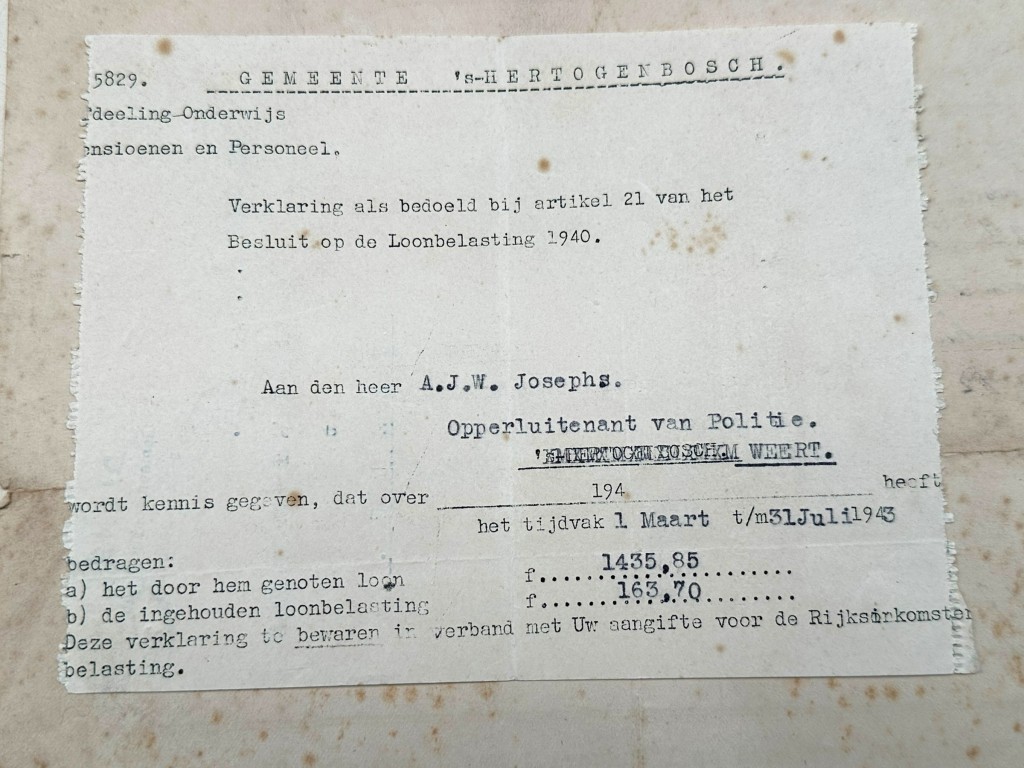 5829. GEMEENTE 's-HERTOGENBOSCH.
fdeeling Onderwijs
ensioenen en Personeel.
Verklaring als bedoeld bij artikel 21 van het
Besluit op de Loonbelasting 1940.
Aan den heer A.J.W. Josephs.
Opperluitenant van Politie.
WEERT.
wordt kennis gegeven, dat over 194 heeft
het tijdvak 1 Maart t/m31Juli1943
bedragen:
a) het door hem genoten loon f. 1435,85
b) de ingehouden loonbelasting f. 163,70
Deze verklaring te bewaren in verband met Uw aangifte voor de Rijksinkomsten
belasting.